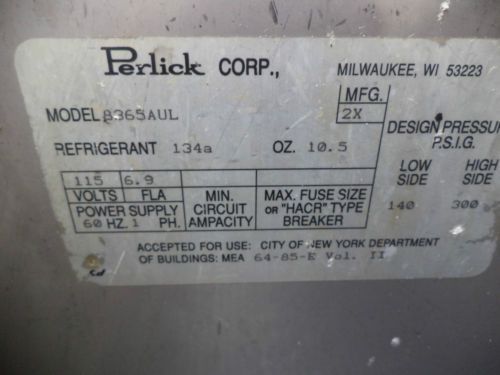 Perlick CORP., MILWAUKEE, WI 53223
MFG.
MODEL 8365AUL 2X
DESIGN PRESSUR
P.S.I.G.
REFRIGERANT 134a OZ. 10.5
LOW SIDE HIGH SIDE
115 6.9
VOLTS FLA MIN. CIRCUIT AMPACITY MAX. FUSE SIZE OR "HACR" TYPE BREAKER
140 300
POWER SUPPLY
60 HZ. 1 PH.
ACCEPTED FOR USE: CITY OF NEW YORK DEPARTMENT
OF BUILDINGS: MEA 64-85-E Vol. II